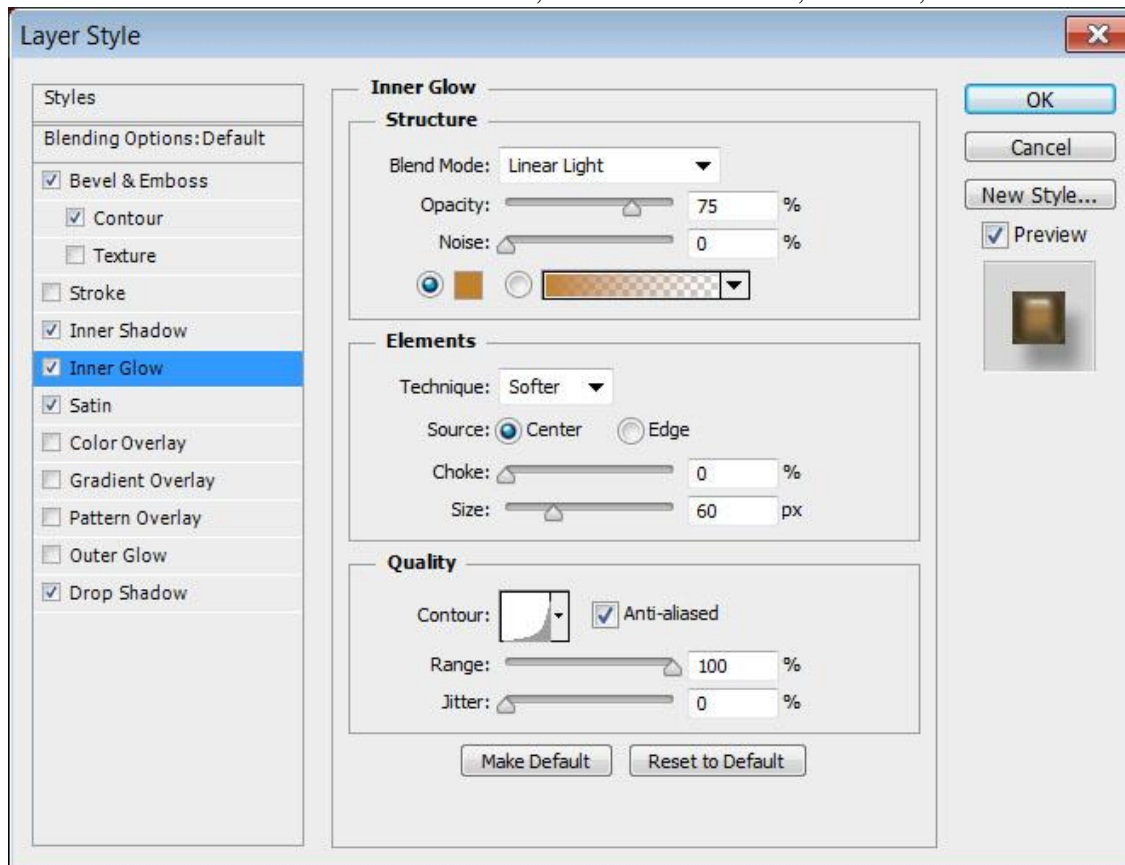 Layer Style
Styles
Blending Options: Default
Bevel & Emboss
Contour
Texture
Stroke
Inner Shadow
Inner Glow
Satin
Color Overlay
Gradient Overlay
Pattern Overlay
Outer Glow
Drop Shadow
Inner Glow
Structure
Blend Mode: Linear Light
Opacity: 75 %
Noise: 0 %
Elements
Technique: Softer
Source: Center Edge
Choke: 0 %
Size: 60 px
Quality
Contour: Anti-aliased
Range: 100 %
Jitter: 0 %
Make Default Reset to Default
OK
Cancel
New Style...
Preview